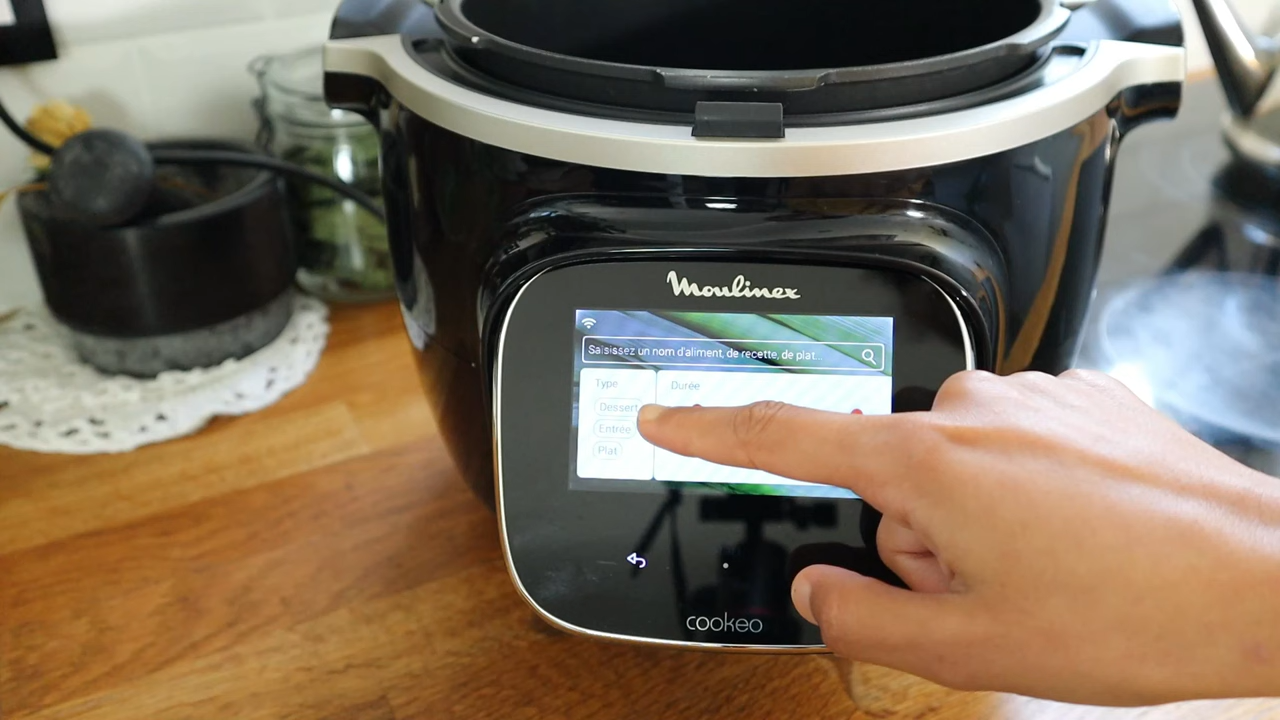 Moulinex
Saisissez un nom d'aliment, de recette, de plat...
Type
Durée
Dessert
Entrée
Plat
cookeo